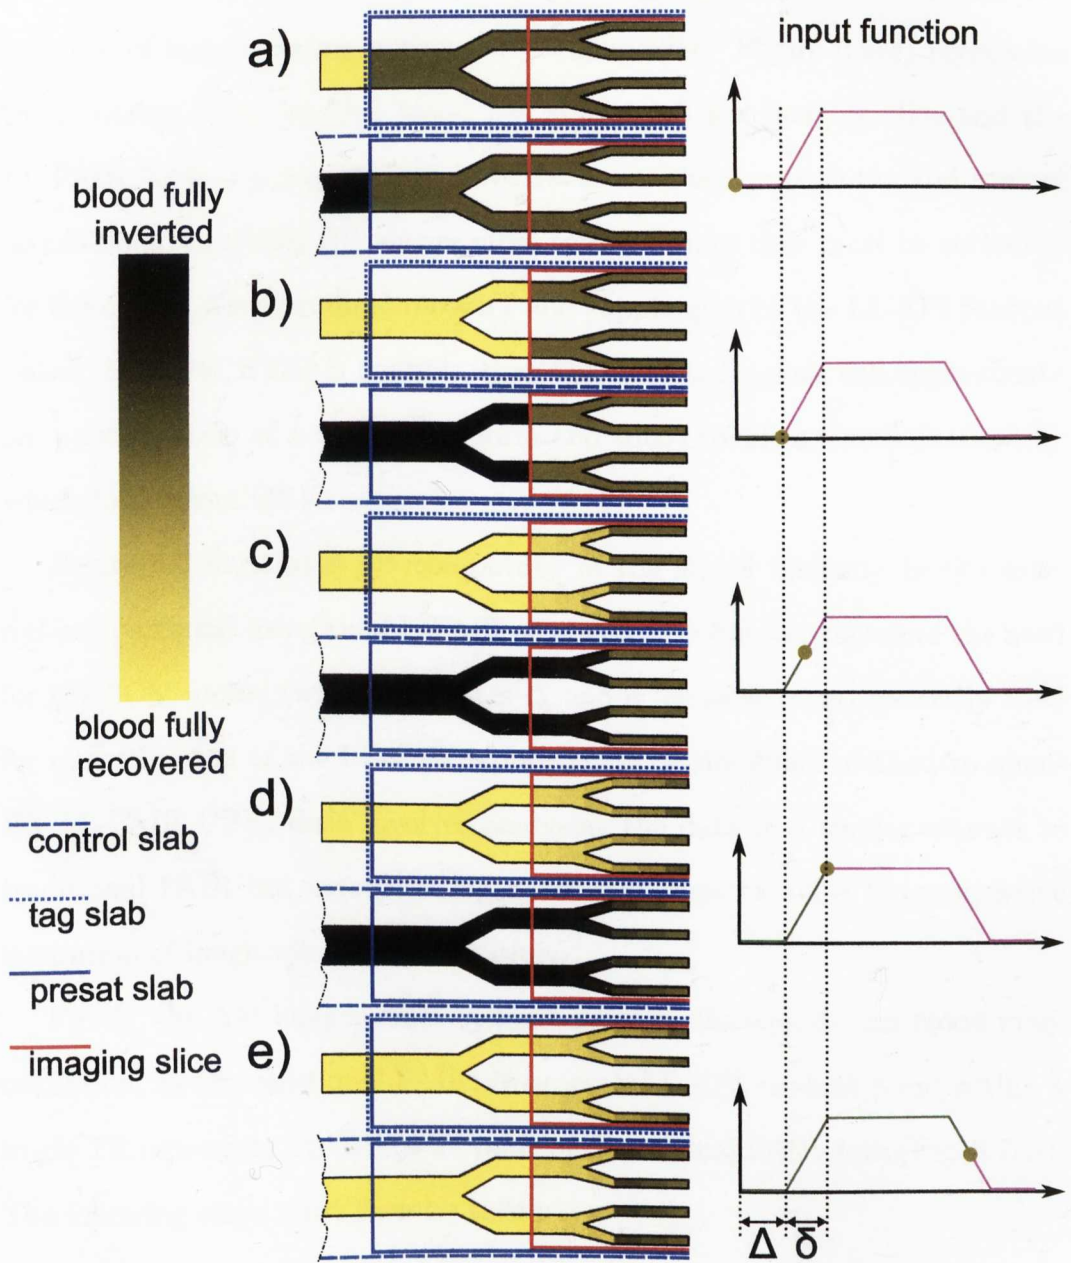 input function
a)
blood fully
inverted
b)
c)
blood fully
recovered
d)
control slab
tag slab
presat slab
e)
imaging slice
Δ δ